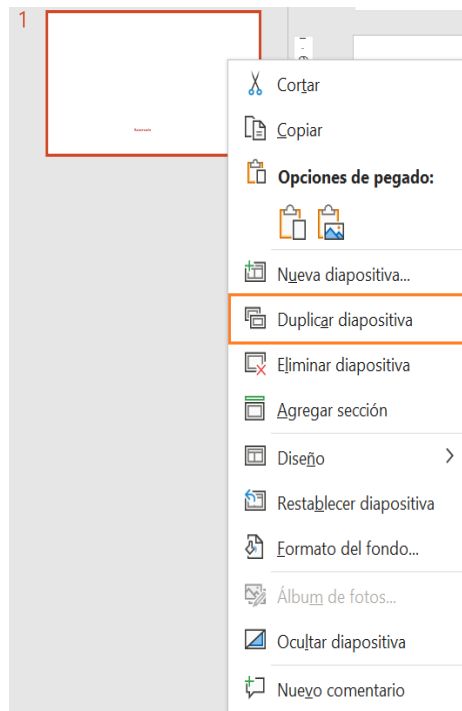 1
Cortar
Copiar
Opciones de pegado:
Nueva diapositiva...
Duplicar diapositiva
Eliminar diapositiva
Agregar sección
Diseño
Restablecer diapositiva
Formato del fondo...
Álbum de fotos...
Ocultar diapositiva
Nuevo comentario